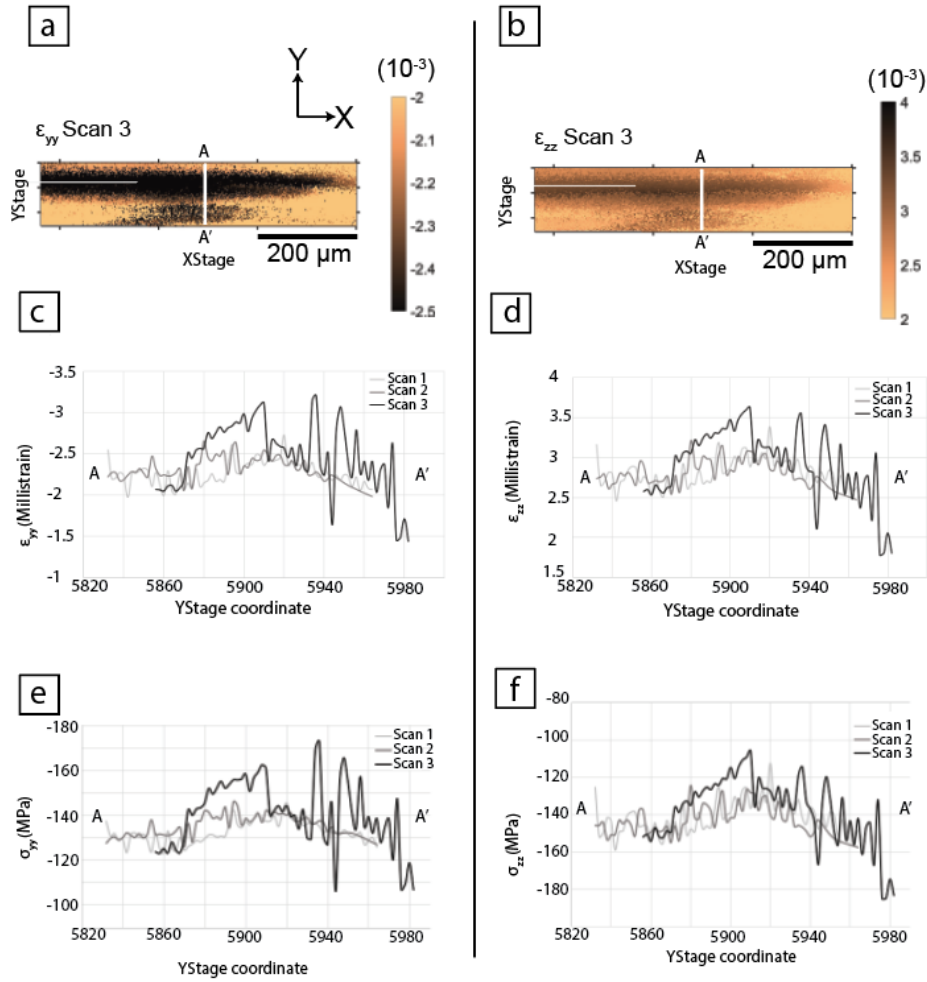 a
Y
X
(10⁻³)
-2
-2.1
-2.2
-2.3
-2.4
-2.5
εyy Scan 3
A
YStage
A′
XStage
200 µm
b
(10⁻³)
4
3.5
3
2.5
2
εzz Scan 3
A
YStage
A′
XStage
200 µm
c
-3.5
-3
-2.5
-2
-1.5
-1
εyy (Millistrain)
Scan 1
Scan 2
Scan 3
A
A′
5820 5860 5900 5940 5980
YStage coordinate
d
4
3.5
3
2.5
2
1.5
εzz (Millistrain)
Scan 1
Scan 2
Scan 3
A
A′
5820 5860 5900 5940 5980
YStage coordinate
e
-180
-160
-140
-120
-100
σyy (MPa)
Scan 1
Scan 2
Scan 3
A
A′
5820 5860 5900 5940 5980
YStage coordinate
f
-80
-100
-120
-140
-160
-180
σzz (MPa)
Scan 1
Scan 2
Scan 3
A
A′
5820 5860 5900 5940 5980
YStage coordinate